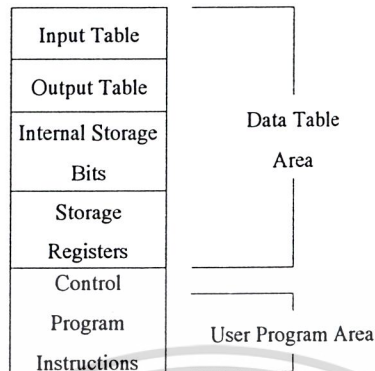 Input Table
Output Table
Internal Storage
Bits
Storage
Registers
Control
Program
Instructions
Data Table
Area
User Program Area